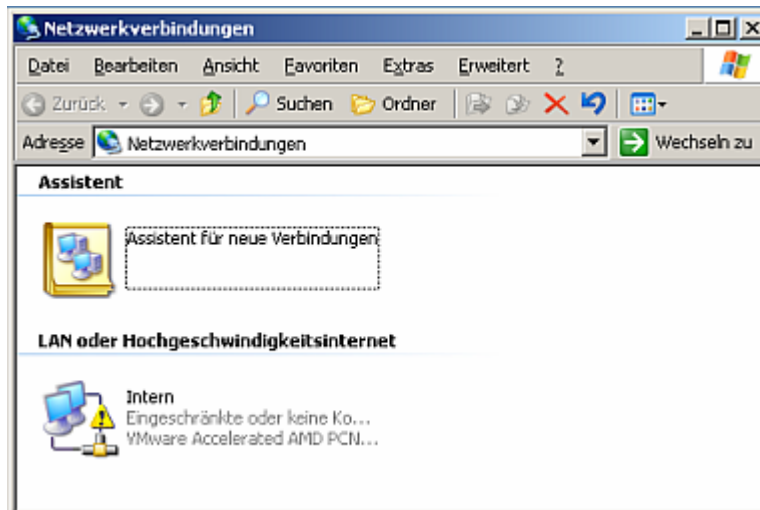 Netzwerkverbindungen
Datei Bearbeiten Ansicht Favoriten Extras Erweitert ?
Zurück Suchen Ordner
Adresse Netzwerkverbindungen Wechseln zu
Assistent
Assistent für neue Verbindungen
LAN oder Hochgeschwindigkeitsinternet
Intern
Eingeschränkte oder keine Ko...
VMware Accelerated AMD PCN...